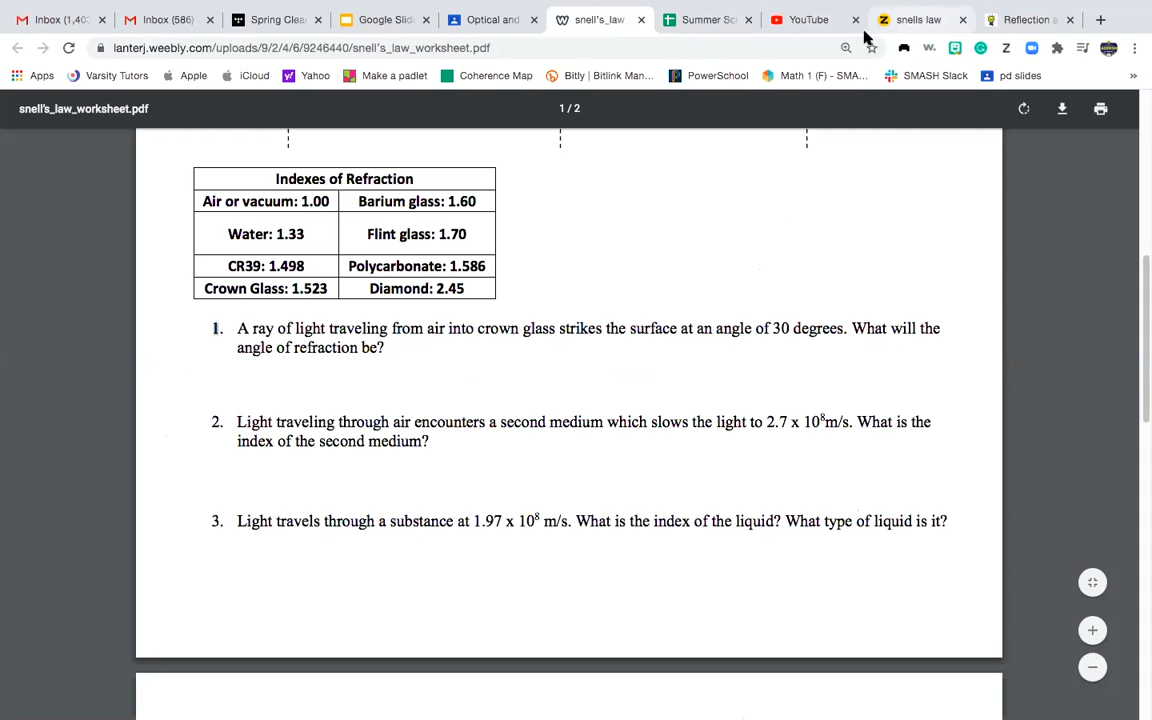 Inbox (1,40
Inbox (586)
Spring Clea
Google Slid
Optical and
snell's_law
Summer Sc
YouTube
snells law
Reflection a
lanterj.weebly.com/uploads/9/2/4/6/9246440/snell's_law_worksheet.pdf
Apps
Varsity Tutors
Apple
iCloud
Yahoo
Make a padlet
Coherence Map
Bitly | Bitlink Man...
PowerSchool
Math 1 (F) - SMA...
SMASH Slack
pd slides
»
snell's_law_worksheet.pdf
1 / 2
Indexes of Refraction
Air or vacuum: 1.00 Barium glass: 1.60
Water: 1.33 Flint glass: 1.70
CR39: 1.498 Polycarbonate: 1.586
Crown Glass: 1.523 Diamond: 2.45
1. A ray of light traveling from air into crown glass strikes the surface at an angle of 30 degrees. What will the
angle of refraction be?
2. Light traveling through air encounters a second medium which slows the light to 2.7 x 10⁸m/s. What is the
index of the second medium?
3. Light travels through a substance at 1.97 x 10⁸ m/s. What is the index of the liquid? What type of liquid is it?